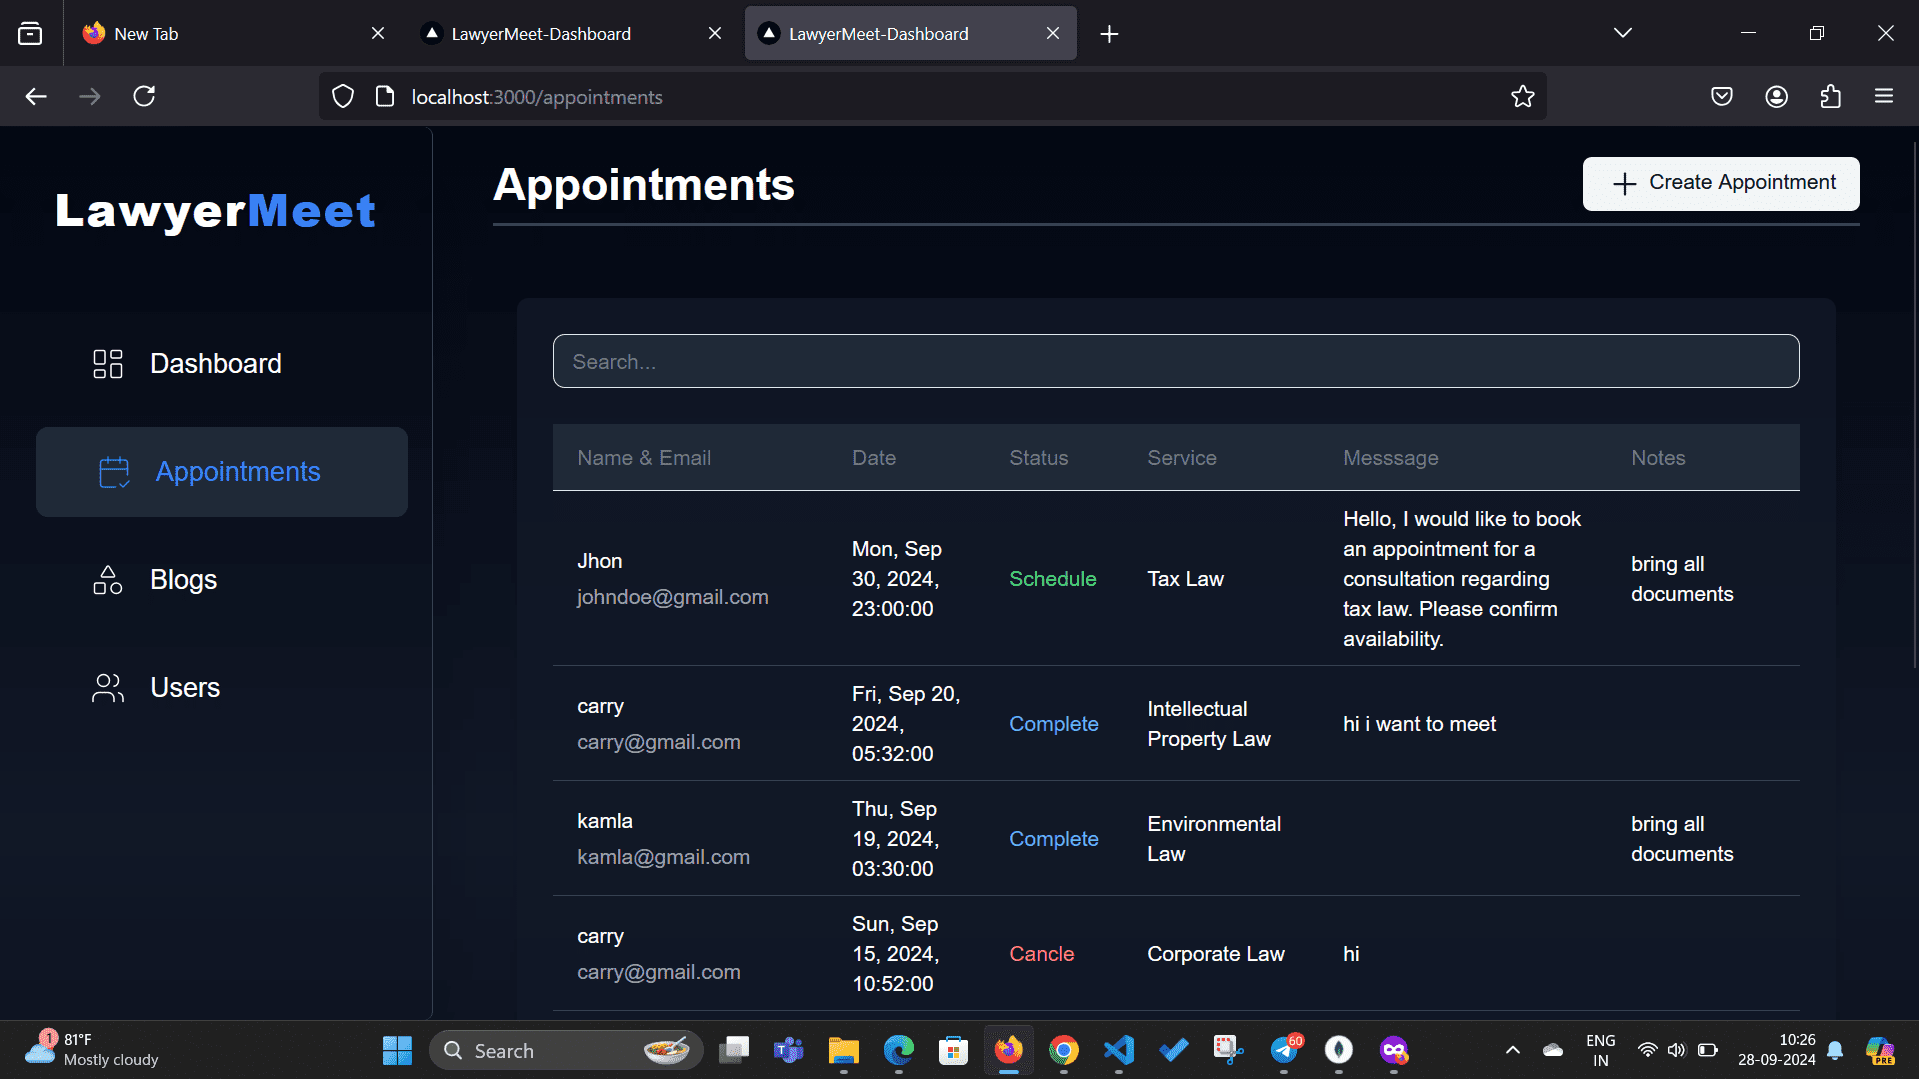 New Tab
LawyerMeet-Dashboard
LawyerMeet-Dashboard
localhost:3000/appointments
LawyerMeet
Dashboard
Appointments
Blogs
Users
Appointments
Create Appointment
Search...
Name & Email Date Status Service Messsage Notes
Jhon
johndoe@gmail.com
Mon, Sep
30, 2024,
23:00:00
Schedule
Tax Law
Hello, I would like to book
an appointment for a
consultation regarding
tax law. Please confirm
availability.
bring all
documents
carry
carry@gmail.com
Fri, Sep 20,
2024,
05:32:00
Complete
Intellectual
Property Law
hi i want to meet
kamla
kamla@gmail.com
Thu, Sep
19, 2024,
03:30:00
Complete
Environmental
Law
bring all
documents
carry
carry@gmail.com
Sun, Sep
15, 2024,
10:52:00
Cancle
Corporate Law
hi
1
81°F
Mostly cloudy
Search
60
ENG
IN
10:26
28-09-2024
PRE